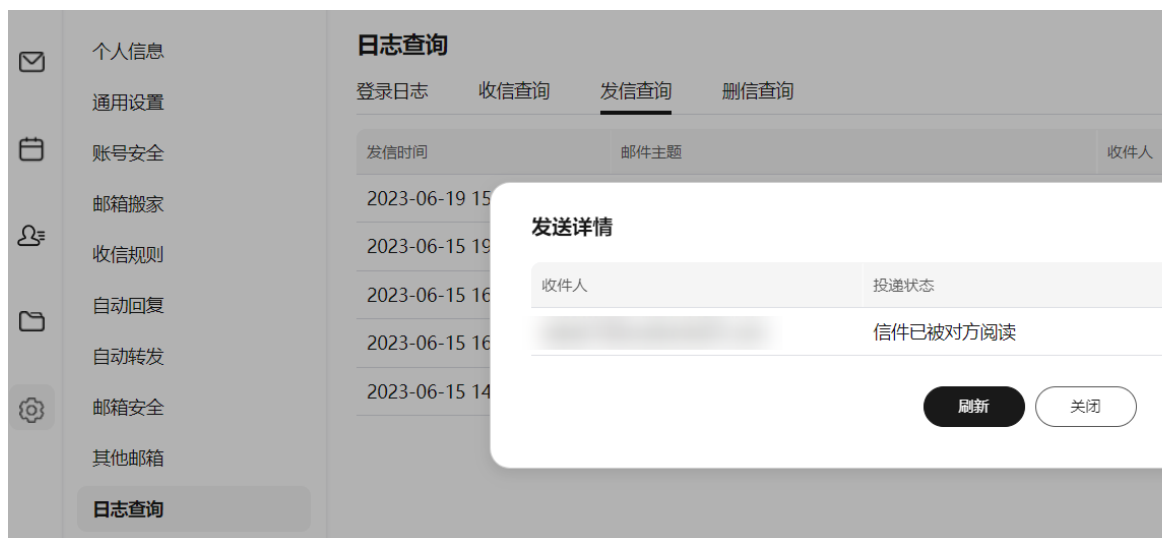 个人信息
通用设置
账号安全
邮箱搬家
收信规则
自动回复
自动转发
邮箱安全
其他邮箱
日志查询
日志查询
登录日志 收信查询 发信查询 删信查询
发信时间 邮件主题 收件人
2023-06-19 15
2023-06-15 19
2023-06-15 16
2023-06-15 16
2023-06-15 14
发送详情
收件人 投递状态
信件已被对方阅读
刷新 关闭